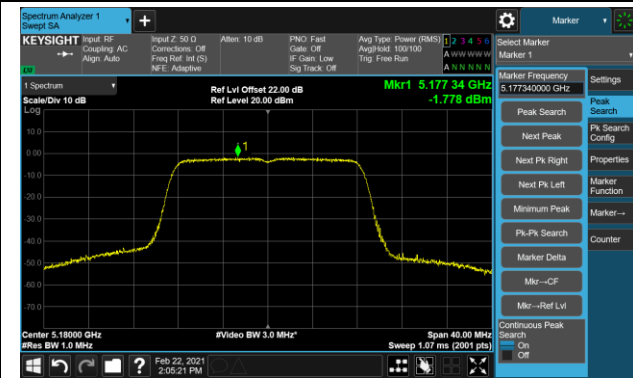 Spectrum Analyzer 1
Swept SA
Marker
KEYSIGHT
Input: RF
Coupling: AC
Align: Auto
Input Z: 50 Ω
Corrections: Off
Freq Ref: Int (S)
NFE: Adaptive
Atten: 10 dB
PNO: Fast
Gate: Off
IF Gain: Low
Sig Track: Off
Avg Type: Power (RMS)
Avg|Hold: 100/100
Trig: Free Run
1 2 3 4 5 6
A W W W W W
A N N N N N
LV
Select Marker
Marker 1
1 Spectrum
Scale/Div 10 dB
Log
Ref Lvl Offset 22.00 dB
Ref Level 20.00 dBm
Mkr1 5.177 34 GHz
-1.778 dBm
10.0
0.00
-10.0
-20.0
-30.0
-40.0
-50.0
-60.0
-70.0
1
Center 5.18000 GHz
#Res BW 1.0 MHz
#Video BW 3.0 MHz*
Span 40.00 MHz
Sweep 1.07 ms (2001 pts)
Marker Frequency
5.177340000 GHz
Peak Search
Next Peak
Next Pk Right
Next Pk Left
Minimum Peak
Pk-Pk Search
Marker Delta
Mkr→CF
Mkr→Ref Lvl
Continuous Peak
Search
On
Off
Settings
Peak
Search
Pk Search
Config
Properties
Marker
Function
Marker→
Counter
Feb 22, 2021
2:05:21 PM